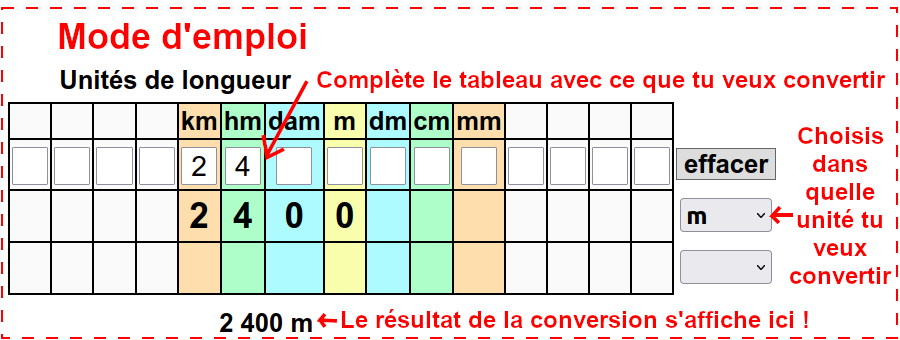 Mode d'emploi
Unités de longueur
Complète le tableau avec ce que tu veux convertir
km hm dam m dm cm mm
2 4
effacer
2 4 0 0
m
Choisis
dans
quelle
unité tu
veux
convertir
2 400 m
Le résultat de la conversion s'affiche ici !